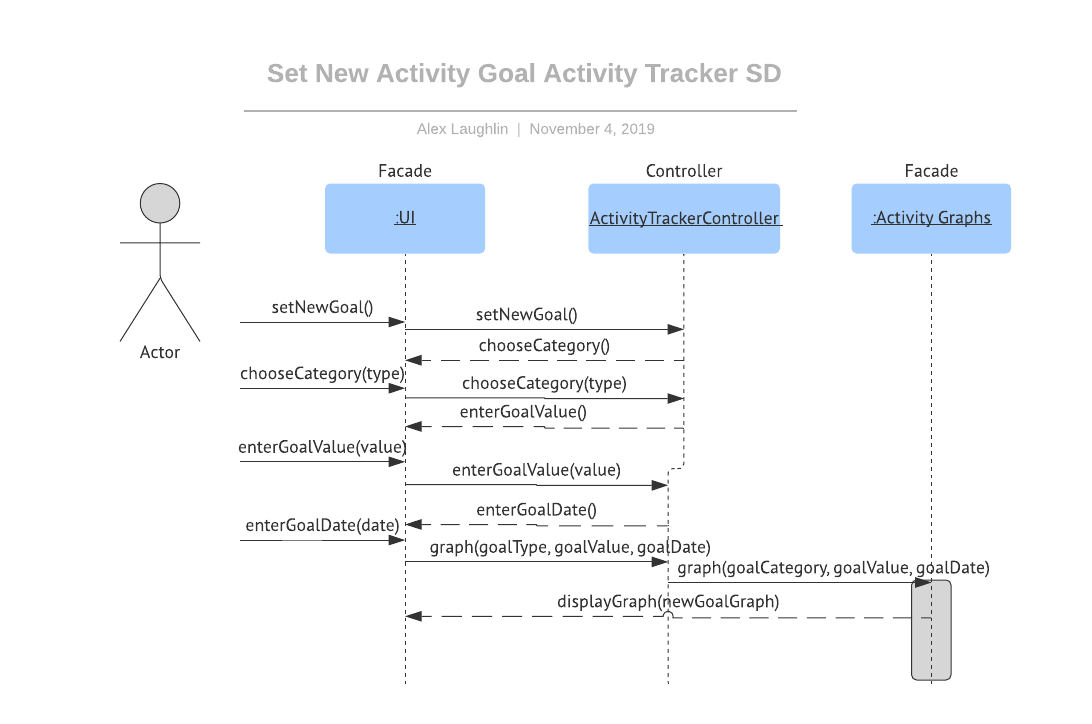 Set New Activity Goal Activity Tracker SD
Alex Laughlin | November 4, 2019
Facade
Controller
Facade
:UI
ActivityTrackerController
:Activity Graphs
Actor
setNewGoal()
setNewGoal()
chooseCategory()
chooseCategory(type)
chooseCategory(type)
enterGoalValue()
enterGoalValue(value)
enterGoalValue(value)
enterGoalDate()
enterGoalDate(date)
graph(goalType, goalValue, goalDate)
graph(goalCategory, goalValue, goalDate)
displayGraph(newGoalGraph)